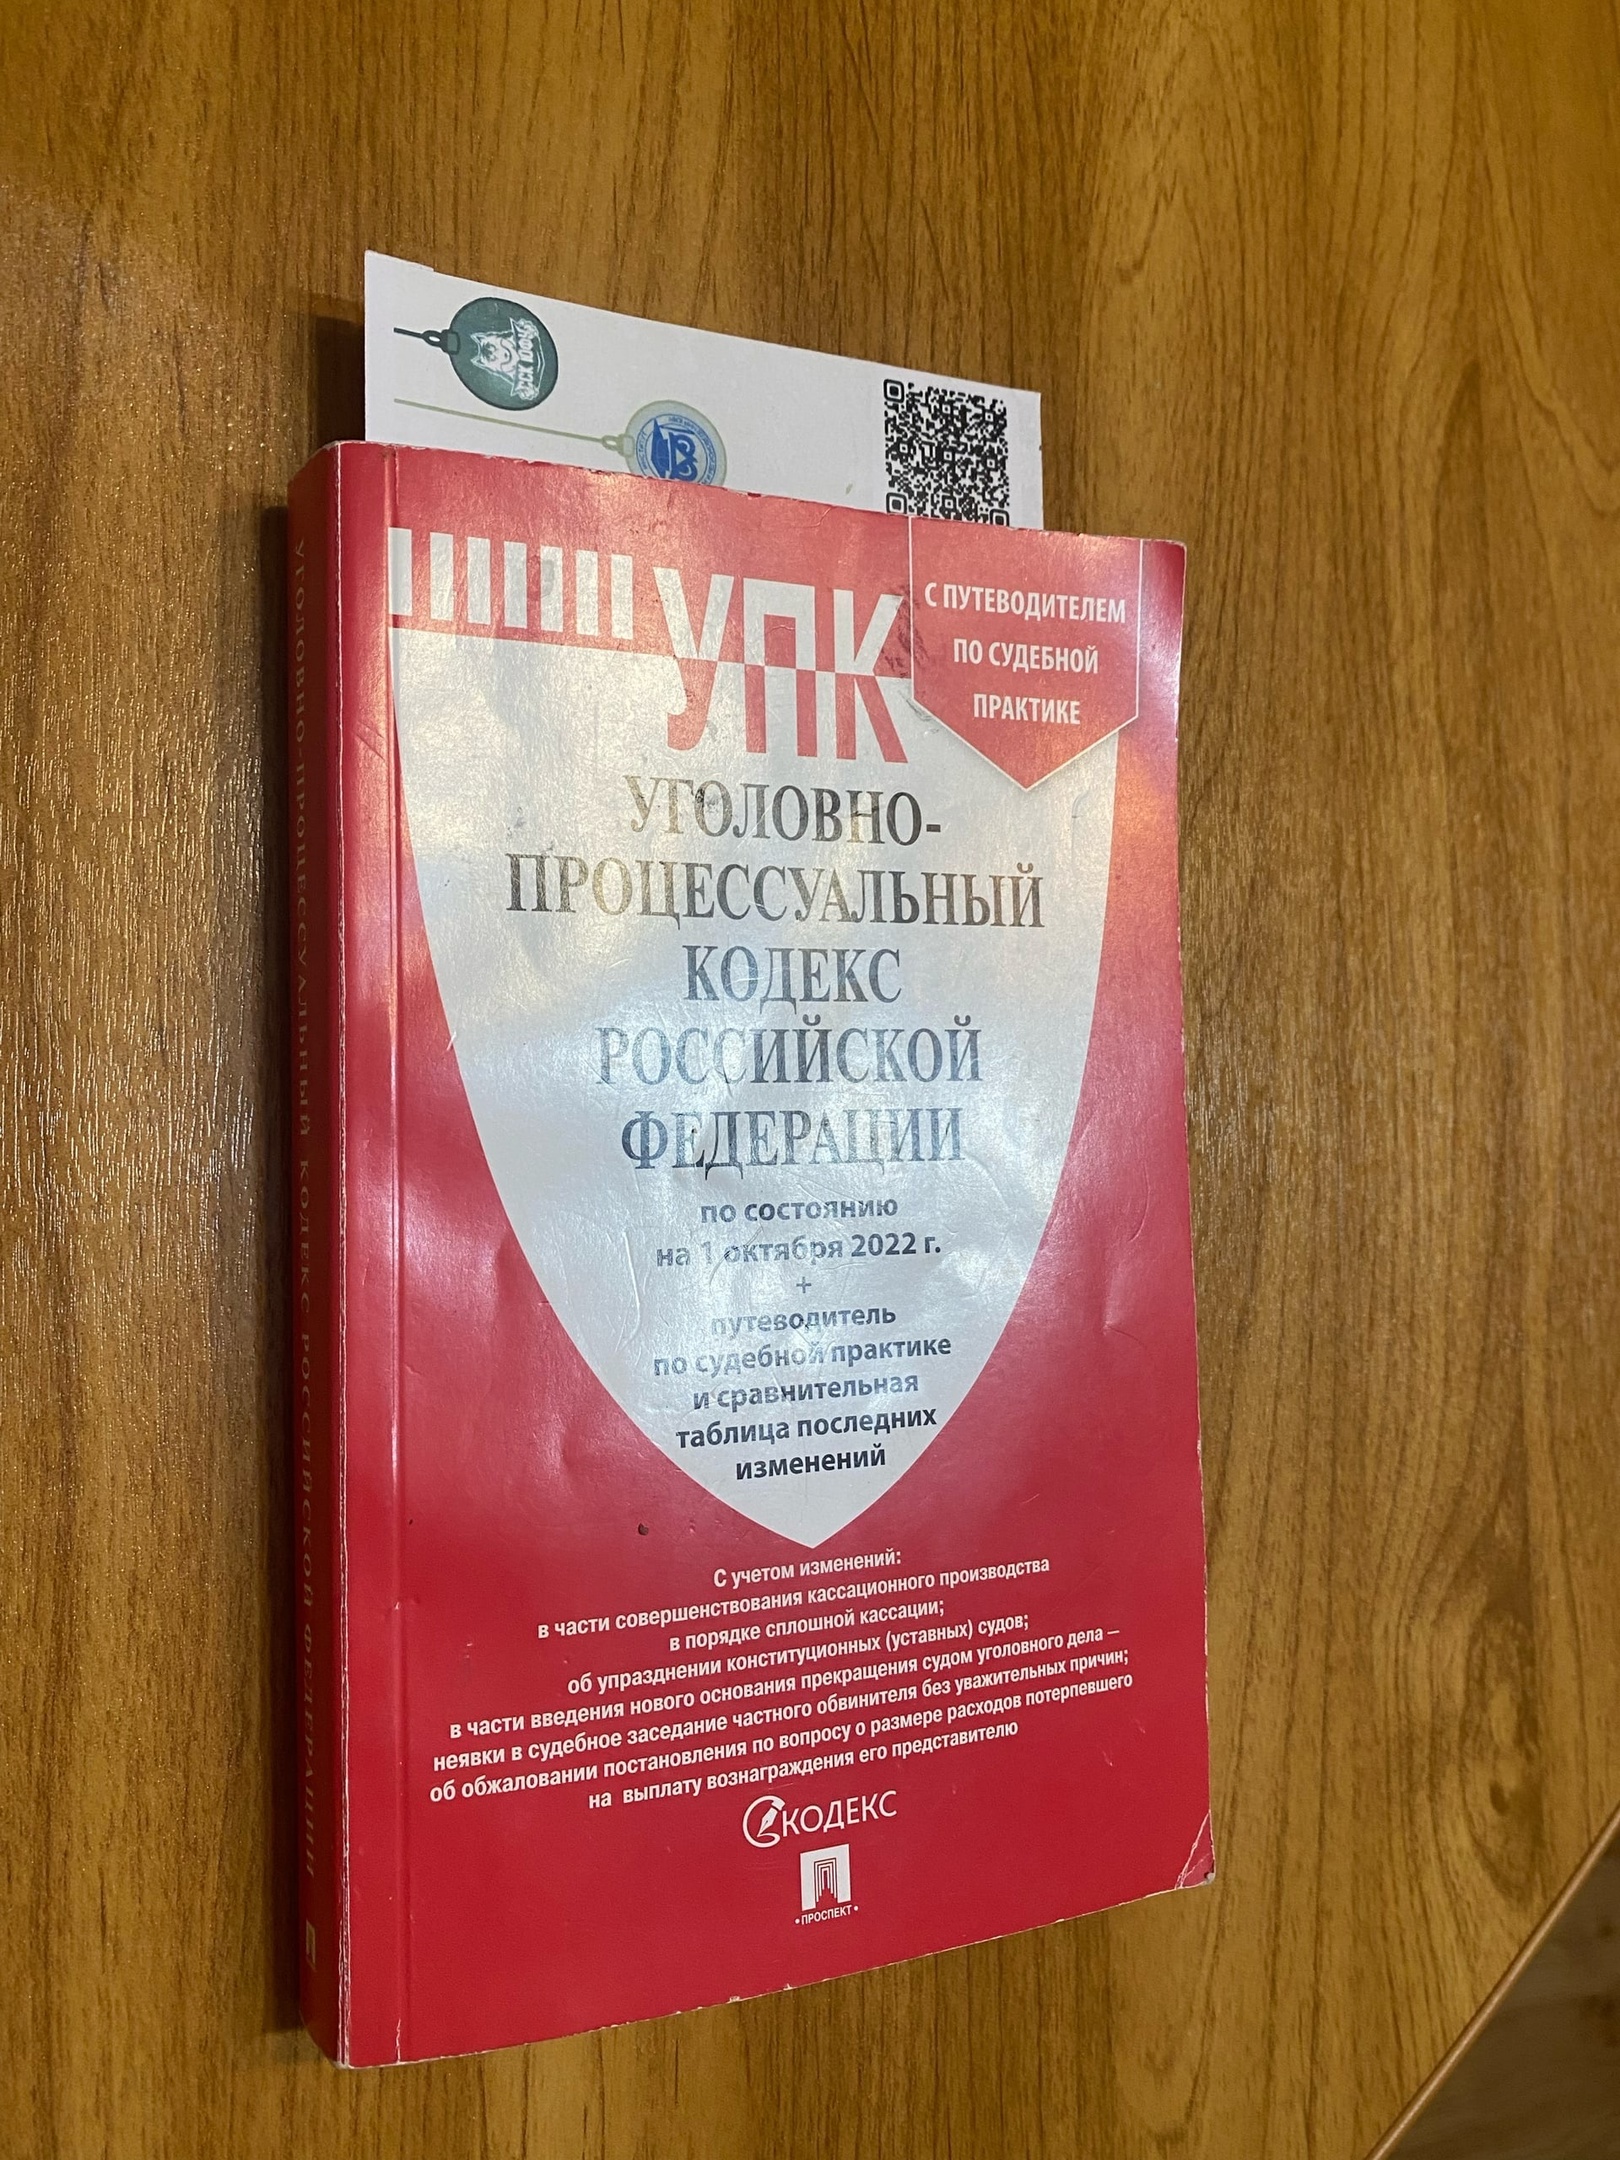 ССК ЮФУ
УПК
С ПУТЕВОДИТЕЛЕМ
ПО СУДЕБНОЙ
ПРАКТИКЕ
УГОЛОВНО-
ПРОЦЕССУАЛЬНЫЙ
КОДЕКС
РОССИЙСКОЙ
ФЕДЕРАЦИИ
по состоянию
на 1 октября 2022 г.
+
путеводитель
по судебной практике
и сравнительная
таблица последних
изменений
С учетом изменений:
в части совершенствования кассационного производства
в порядке сплошной кассации;
об упразднении конституционных (уставных) судов;
в части введения нового основания прекращения судом уголовного дела —
неявки в судебное заседание частного обвинителя без уважительных причин;
об обжаловании постановления по вопросу о размере расходов потерпевшего
на выплату вознаграждения его представителю
КОДЕКС
•ПРОСПЕКТ•
УГОЛОВНО-ПРОЦЕССУАЛЬНЫЙ КОДЕКС РОССИЙСКОЙ ФЕДЕРАЦИИ